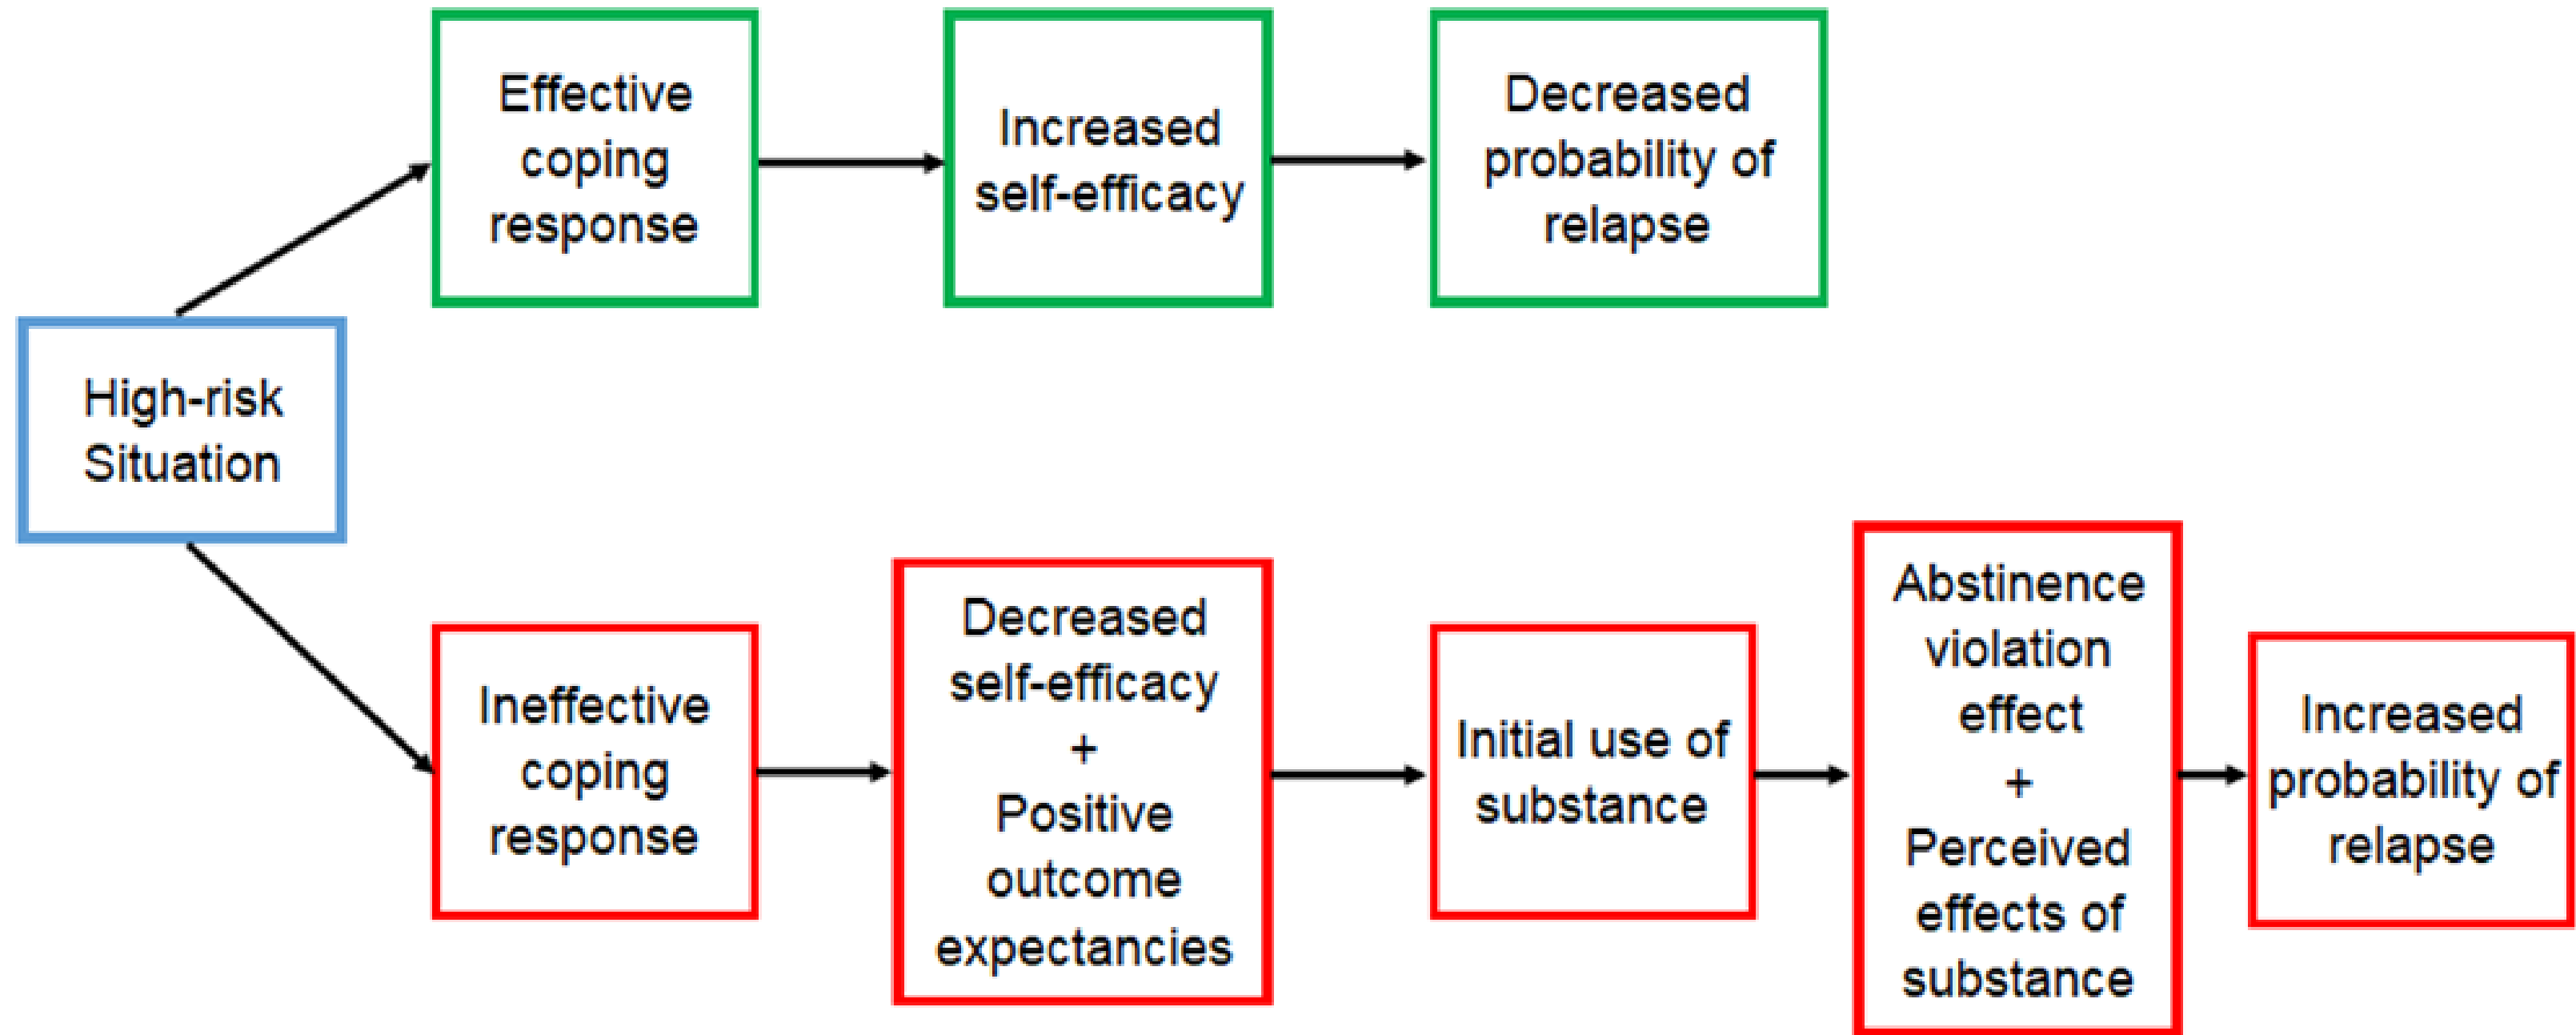 Effective
coping
response
Increased
self-efficacy
Decreased
probability of
relapse
High-risk
Situation
Ineffective
coping
response
Decreased
self-efficacy
+
Positive
outcome
expectancies
Initial use of
substance
Abstinence
violation
effect
+
Perceived
effects of
substance
Increased
probability of
relapse